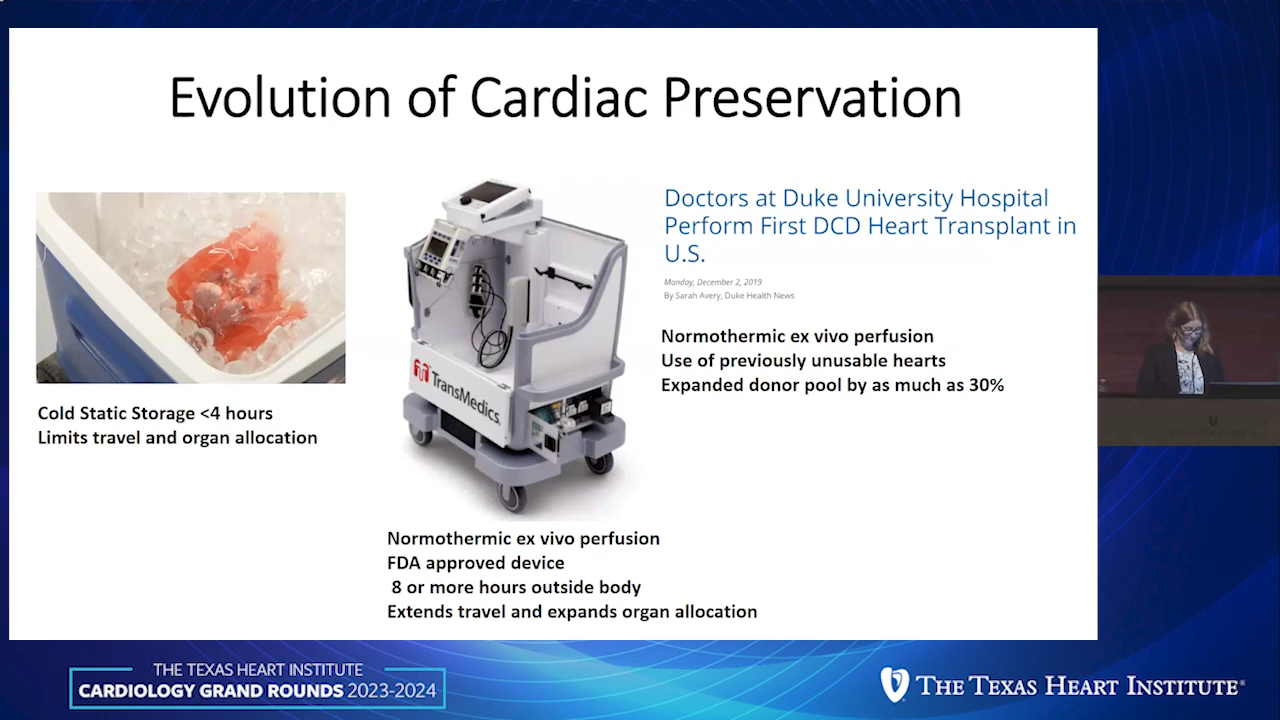 Evolution of Cardiac Preservation
Doctors at Duke University Hospital
Perform First DCD Heart Transplant in
U.S.
Monday, December 2, 2019
By Sarah Avery, Duke Health News
TransMedics
Normothermic ex vivo perfusion
Use of previously unusable hearts
Expanded donor pool by as much as 30%
Cold Static Storage <4 hours
Limits travel and organ allocation
Normothermic ex vivo perfusion
FDA approved device
8 or more hours outside body
Extends travel and expands organ allocation
THE TEXAS HEART INSTITUTE
CARDIOLOGY GRAND ROUNDS 2023-2024
THE TEXAS HEART INSTITUTE®